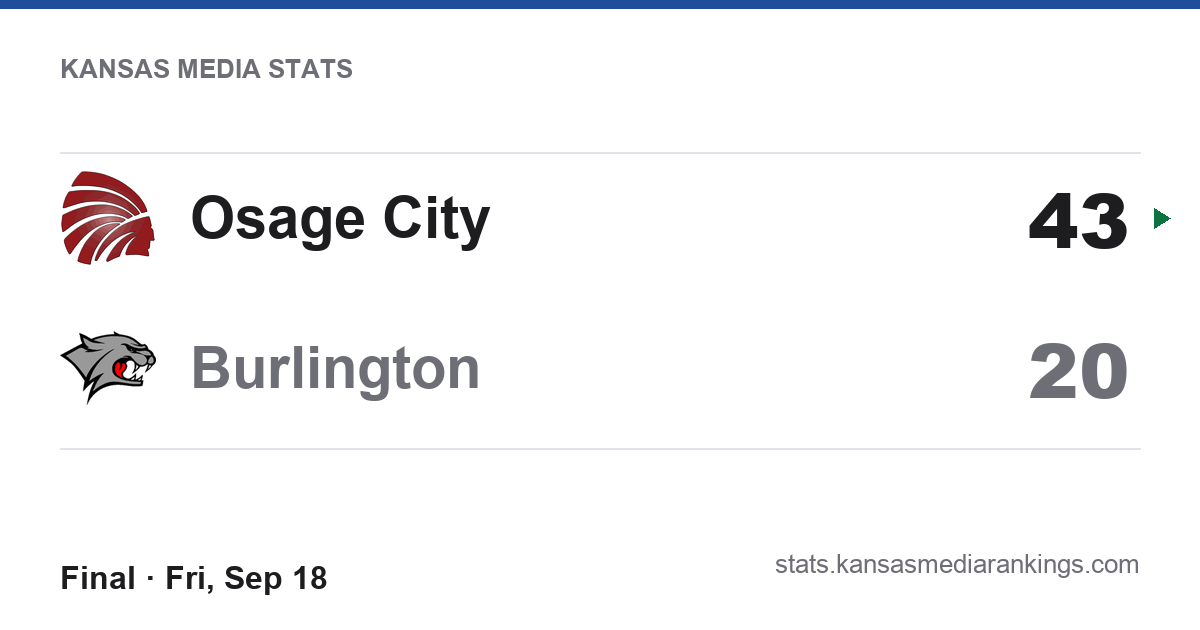 KANSAS MEDIA STATS
Osage City 43
Burlington 20
Final · Fri, Sep 18
stats.kansasmediarankings.com